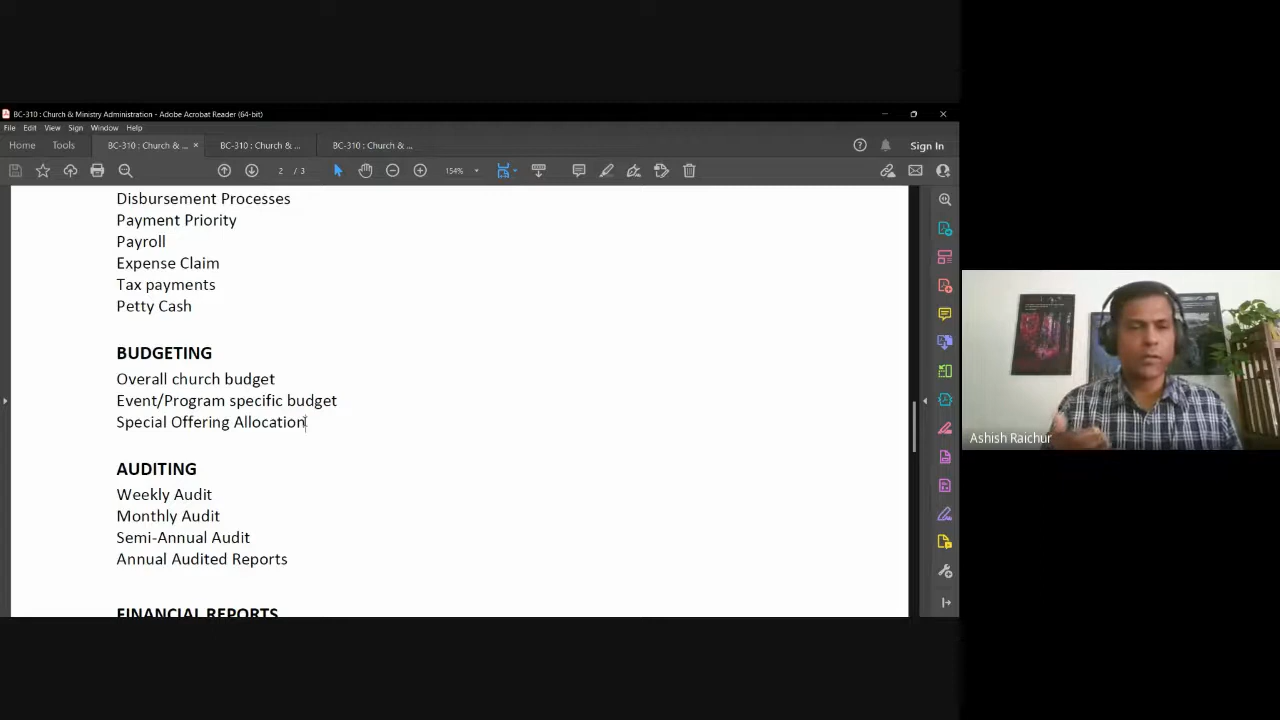 BC-310 : Church & Ministry Administration - Adobe Acrobat Reader (64-bit)
File Edit View Sign Window Help
Home Tools BC-310 : Church & ... × BC-310 : Church & ... BC-310 : Church & ... Sign In
2 / 3 154%
Disbursement Processes
Payment Priority
Payroll
Expense Claim
Tax payments
Petty Cash
BUDGETING
Overall church budget
Event/Program specific budget
Special Offering Allocation
AUDITING
Weekly Audit
Monthly Audit
Semi-Annual Audit
Annual Audited Reports
FINANCIAL REPORTS
Ashish Raichur